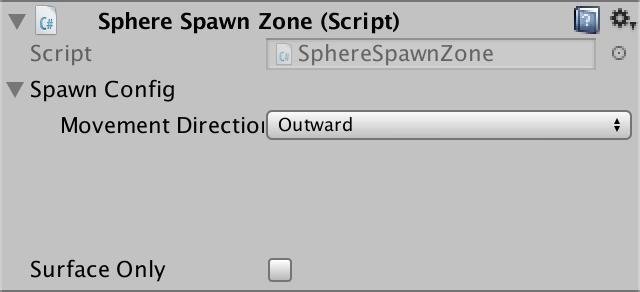 C# Sphere Spawn Zone (Script) ?
Script C# SphereSpawnZone
Spawn Config
Movement Directio Outward
Surface Only